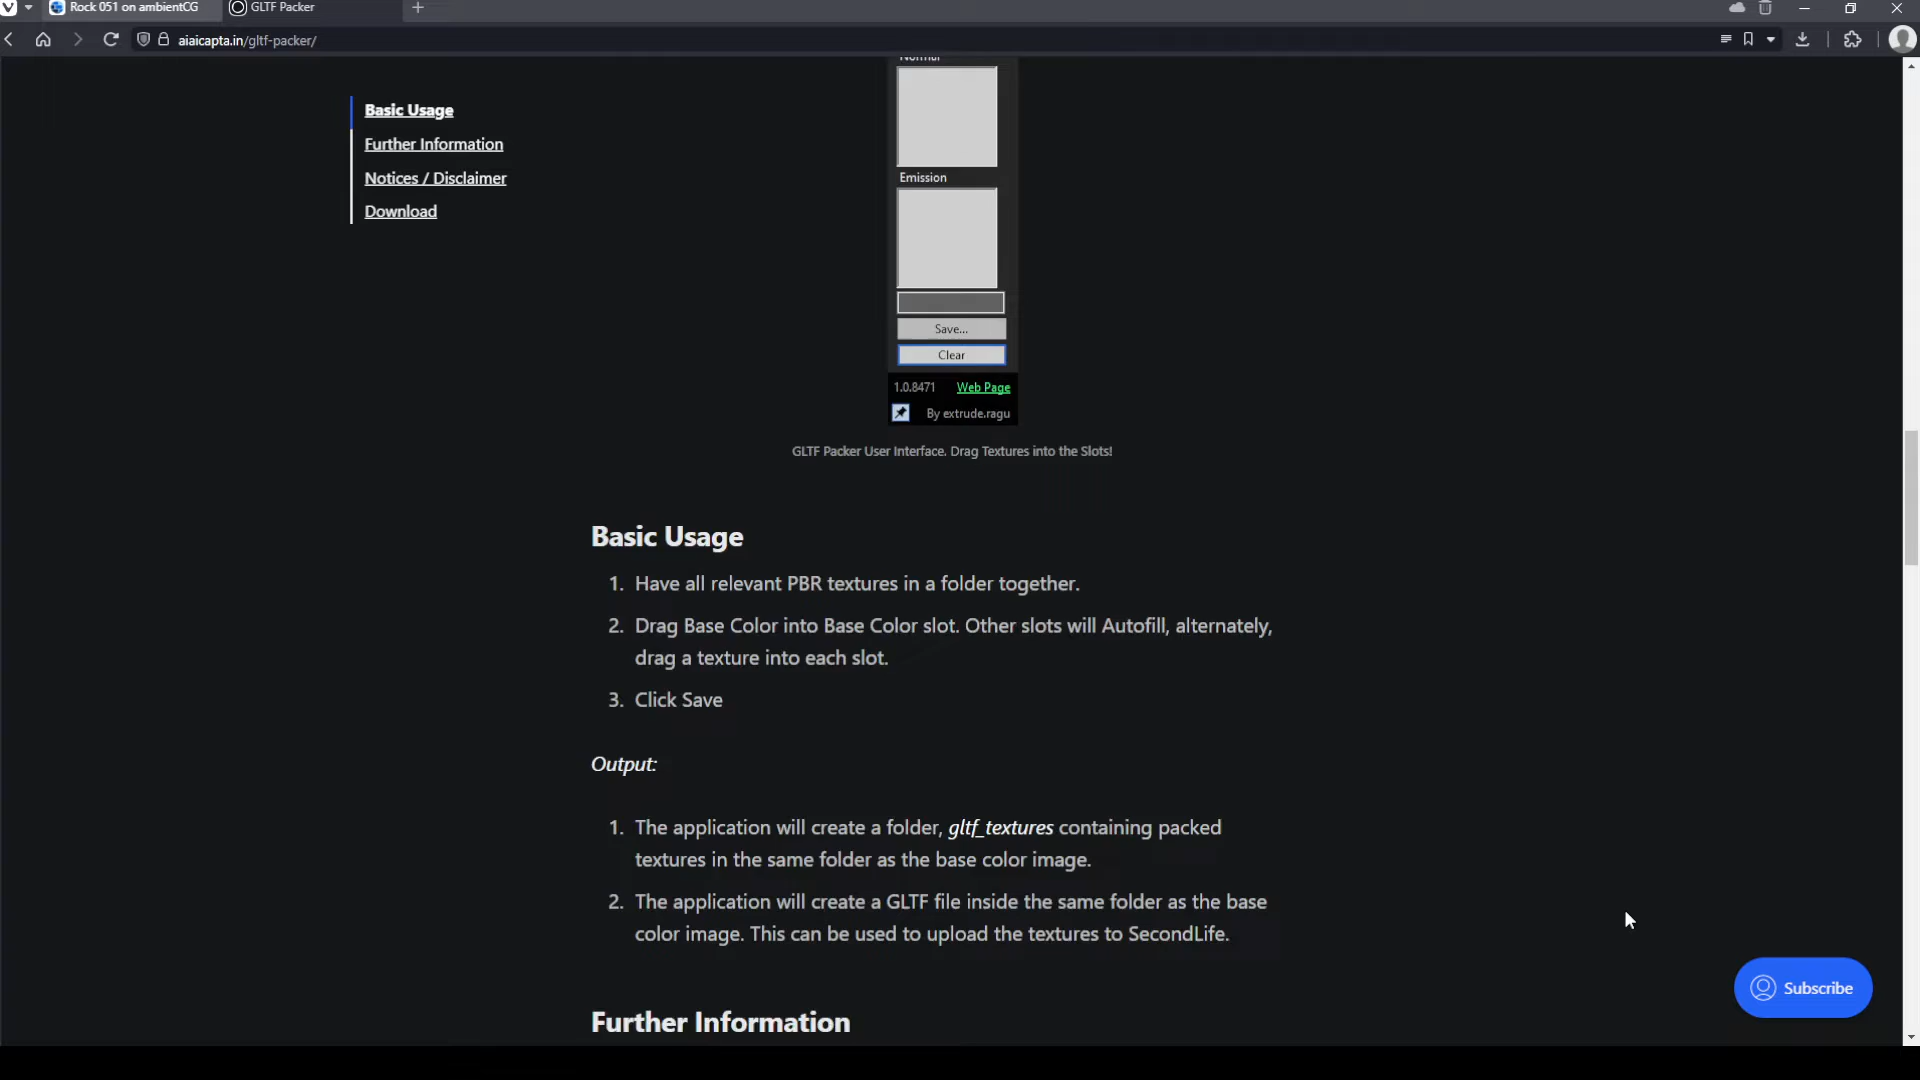 Rock 051 on ambientCG
GLTF Packer
aiaicapta.in/gltf-packer/
Normal
Basic Usage
Further Information
Notices / Disclaimer
Download
Emission
Save...
Clear
1.0.8471 Web Page
By extrude.ragu
GLTF Packer User Interface. Drag Textures into the Slots!
Basic Usage
1. Have all relevant PBR textures in a folder together.
2. Drag Base Color into Base Color slot. Other slots will Autofill, alternately,
drag a texture into each slot.
3. Click Save
Output:
1. The application will create a folder, gltf_textures containing packed
textures in the same folder as the base color image.
2. The application will create a GLTF file inside the same folder as the base
color image. This can be used to upload the textures to SecondLife.
Subscribe
Further Information